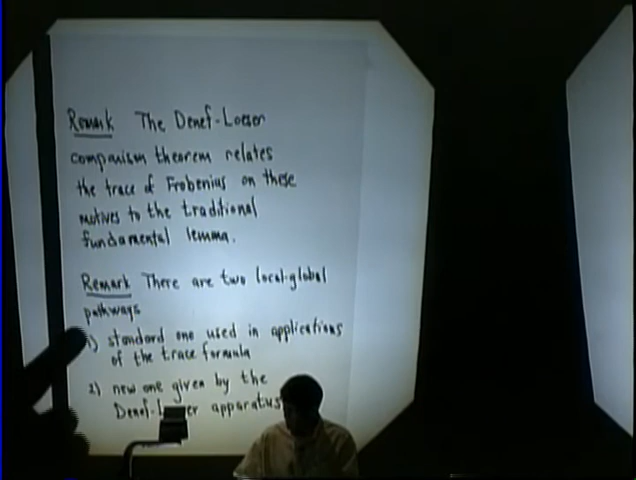 Remark The Denef-Loeser
comparison theorem relates
the trace of Frobenius on these
motives to the traditional
fundamental lemma.
Remark There are two local-global
pathways
1) standard one used in applications
of the trace formula
2) new one given by the
Denef-Loeser apparatus